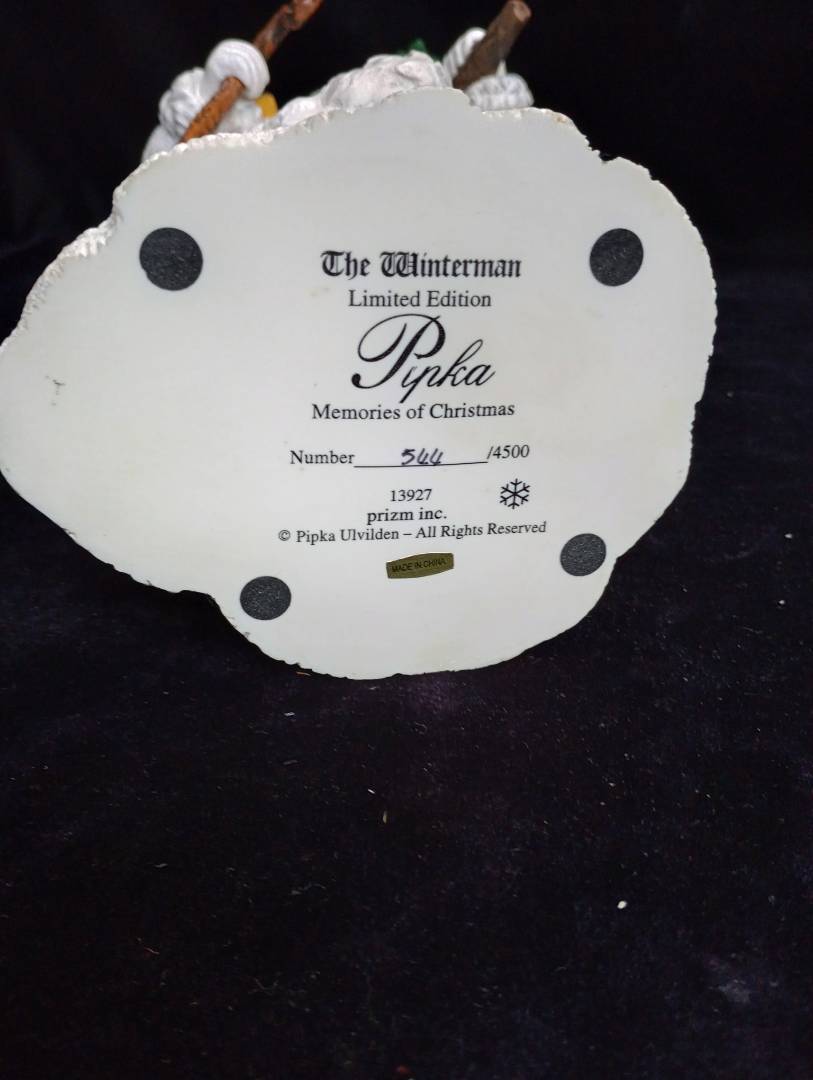 The Winterman
Limited Edition
Pipka
Memories of Christmas
Number 544 /4500
13927
prizm inc.
© Pipka Ulvilden – All Rights Reserved
MADE IN CHINA